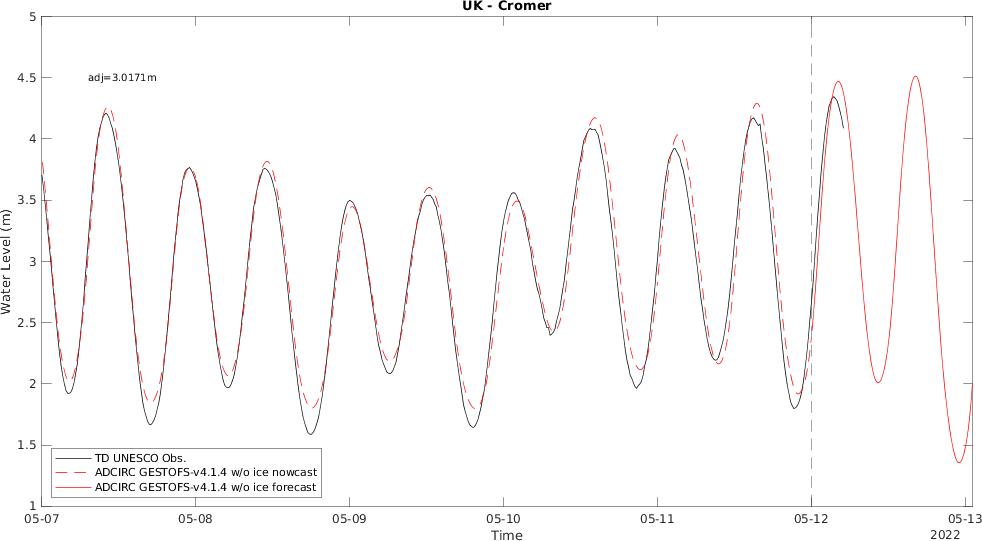 UK - Cromer
adj=3.0171m
5
4.5
4
3.5
3
2.5
2
1.5
1
Water Level (m)
TD UNESCO Obs.
ADCIRC GESTOFS-v4.1.4 w/o ice nowcast
ADCIRC GESTOFS-v4.1.4 w/o ice forecast
05-07 05-08 05-09 05-10 05-11 05-12 05-13
Time
2022